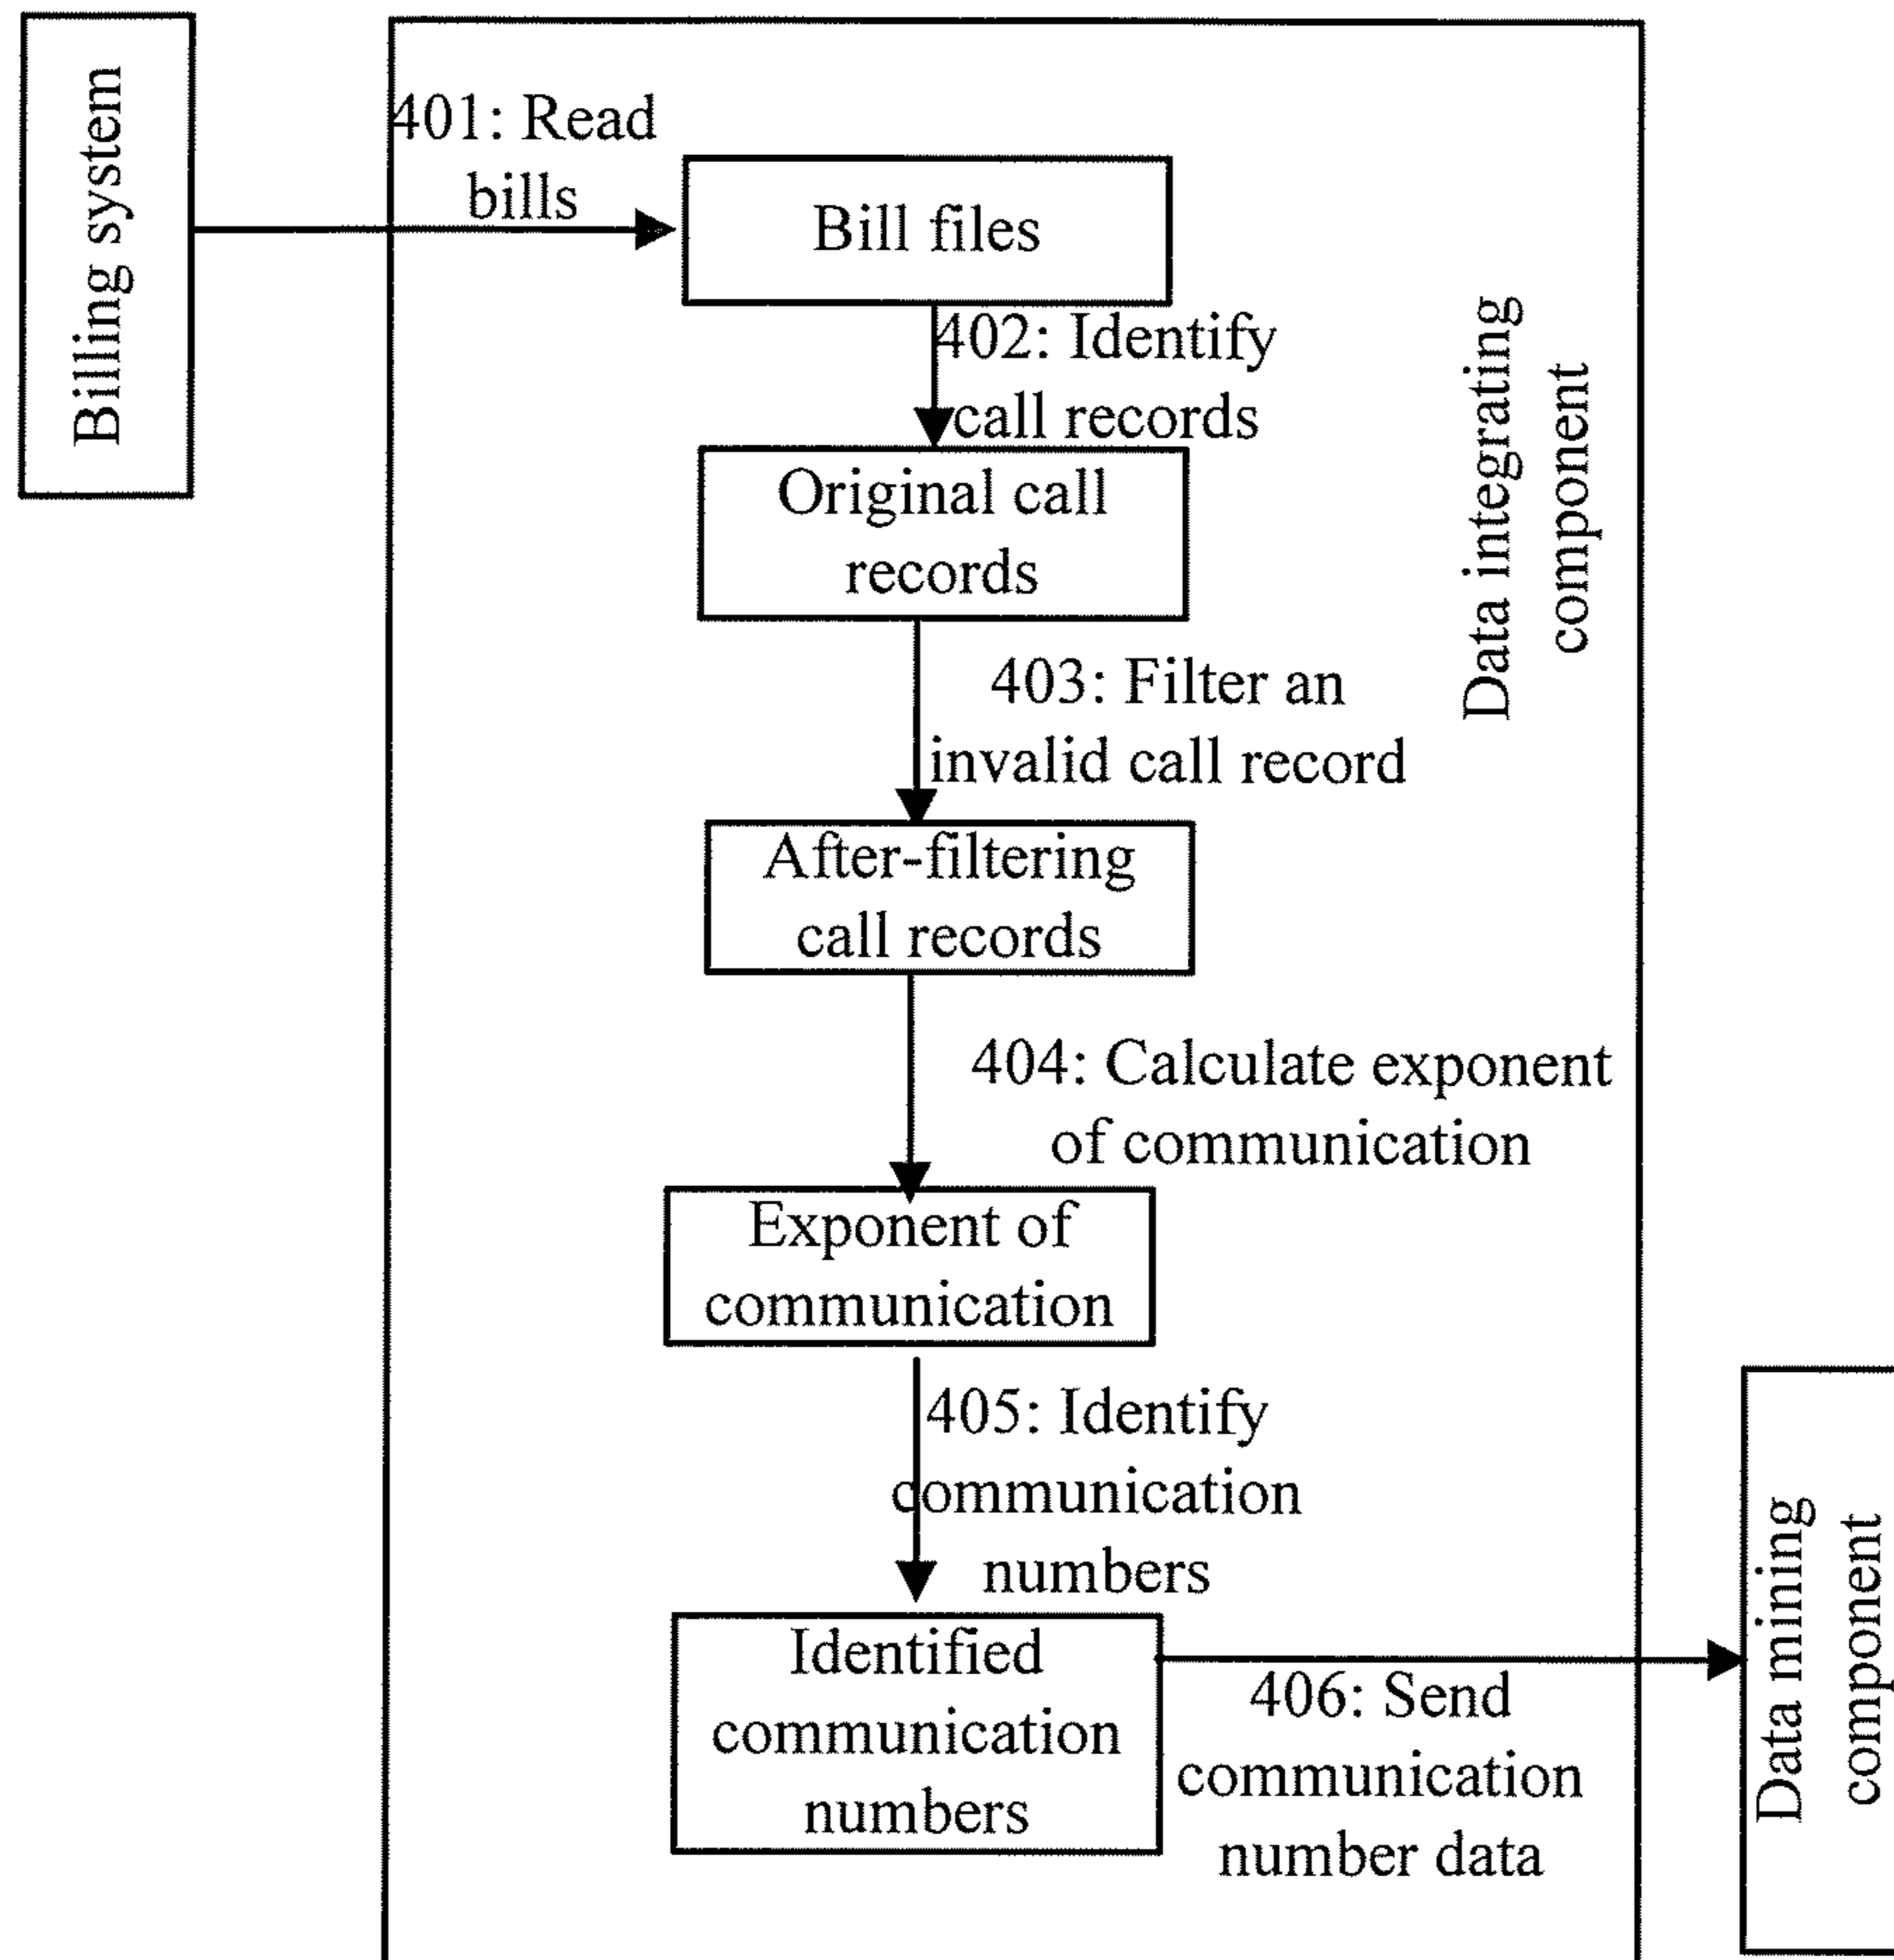 Billing system
401: Read
bills
Bill files
402: Identify
call records
Data integrating
component
Original call
records
403: Filter an
invalid call record
After-filtering
call records
404: Calculate exponent
of communication
Exponent of
communication
405: Identify
communication
numbers
Identified
communication
numbers
406: Send
communication
number data
Data mining
component